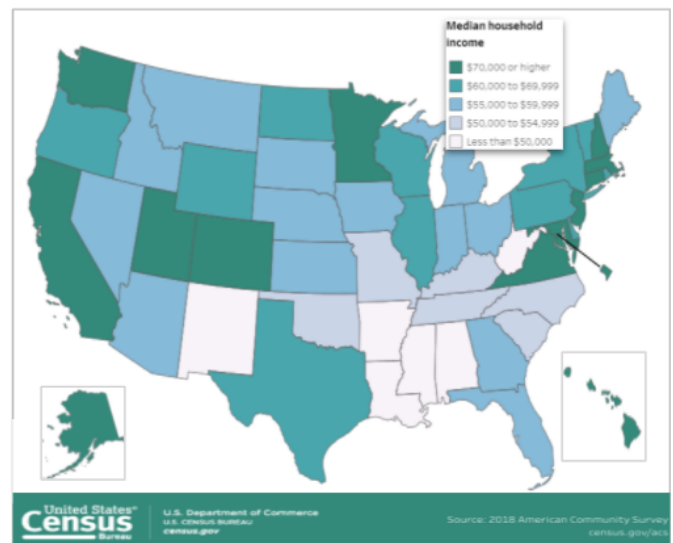 Median household
income
$70,000 or higher
$60,000 to $69,999
$55,000 to $59,999
$50,000 to $54,999
Less than $50,000
United States®
Census
Bureau
U.S. Department of Commerce
U.S. CENSUS BUREAU
census.gov
Source: 2018 American Community Survey
census.gov/acs